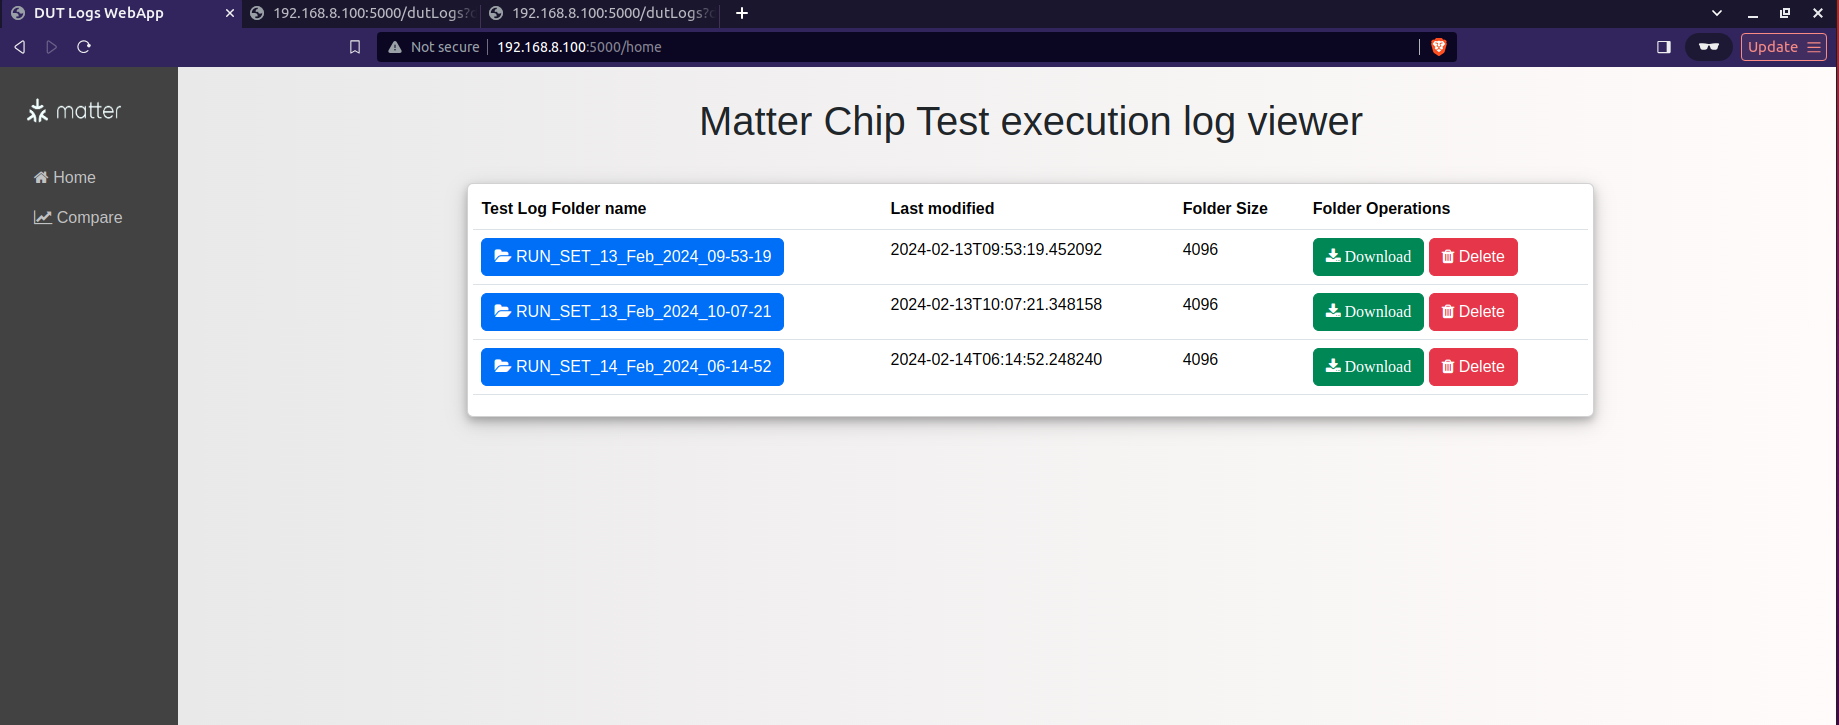 DUT Logs WebApp
192.168.8.100:5000/dutLogs?
192.168.8.100:5000/dutLogs?
Not secure
192.168.8.100:5000/home
Update
matter
Home
Compare
Matter Chip Test execution log viewer
Test Log Folder name Last modified Folder Size Folder Operations
RUN_SET_13_Feb_2024_09-53-19 2024-02-13T09:53:19.452092 4096 Download Delete
RUN_SET_13_Feb_2024_10-07-21 2024-02-13T10:07:21.348158 4096 Download Delete
RUN_SET_14_Feb_2024_06-14-52 2024-02-14T06:14:52.248240 4096 Download Delete